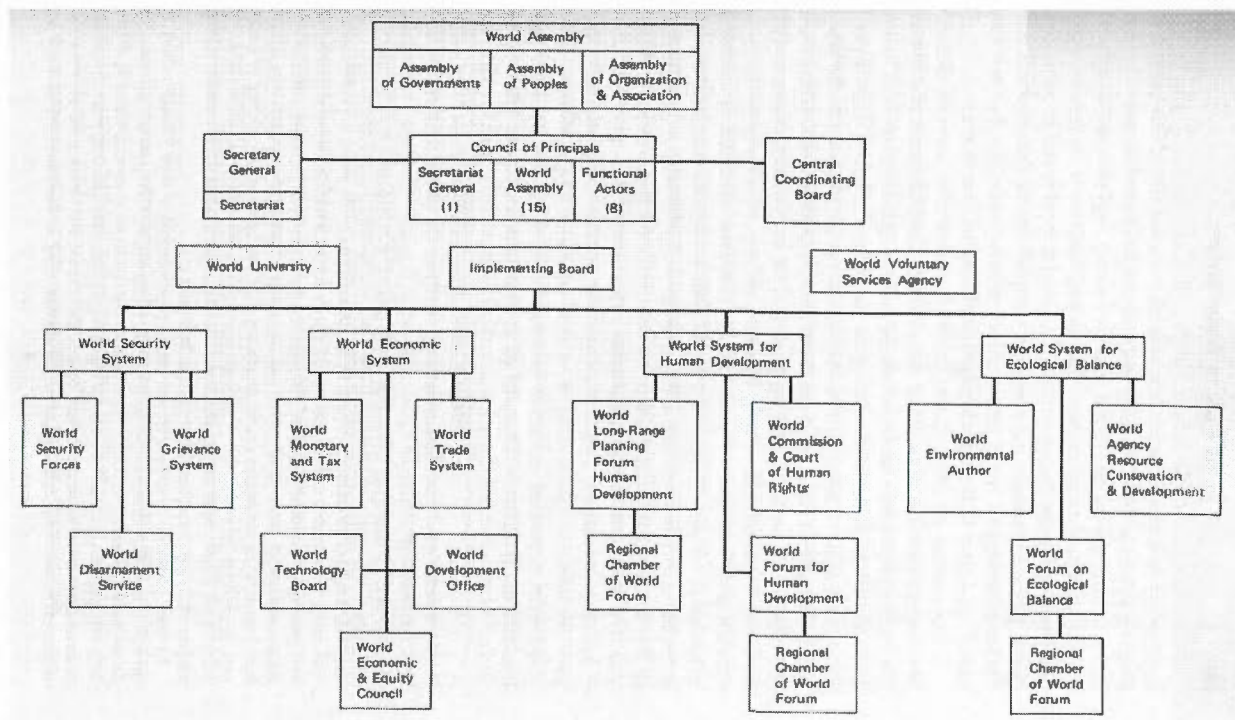 World Assembly
Assembly
of Governments
Assembly
of Peoples
Assembly
of Organization
& Association
Secretary
General
Secretariat
Council of Principals
Secretariat
General
(1)
World
Assembly
(15)
Functional
Actors
(8)
Central
Coordinating
Board
World University
Implementing Board
World Voluntary
Services Agency
World Security
System
World Economic
System
World System for
Human Development
World System for
Ecological Balance
World
Security
Forces
World
Grievance
System
World
Monetary
and Tax
System
World
Trade
System
World
Long-Range
Planning
Forum
Human
Development
World
Commission
& Court
of Human
Rights
World
Environmental
Author
World
Agency
Resource
Consevation
& Development
World
Disarmament
Service
World
Technology
Board
World
Development
Office
Regional
Chamber
of World
Forum
World
Forum for
Human
Development
World
Forum on
Ecological
Balance
World
Economic
& Equity
Council
Regional
Chamber
of World
Forum
Regional
Chamber
of World
Forum